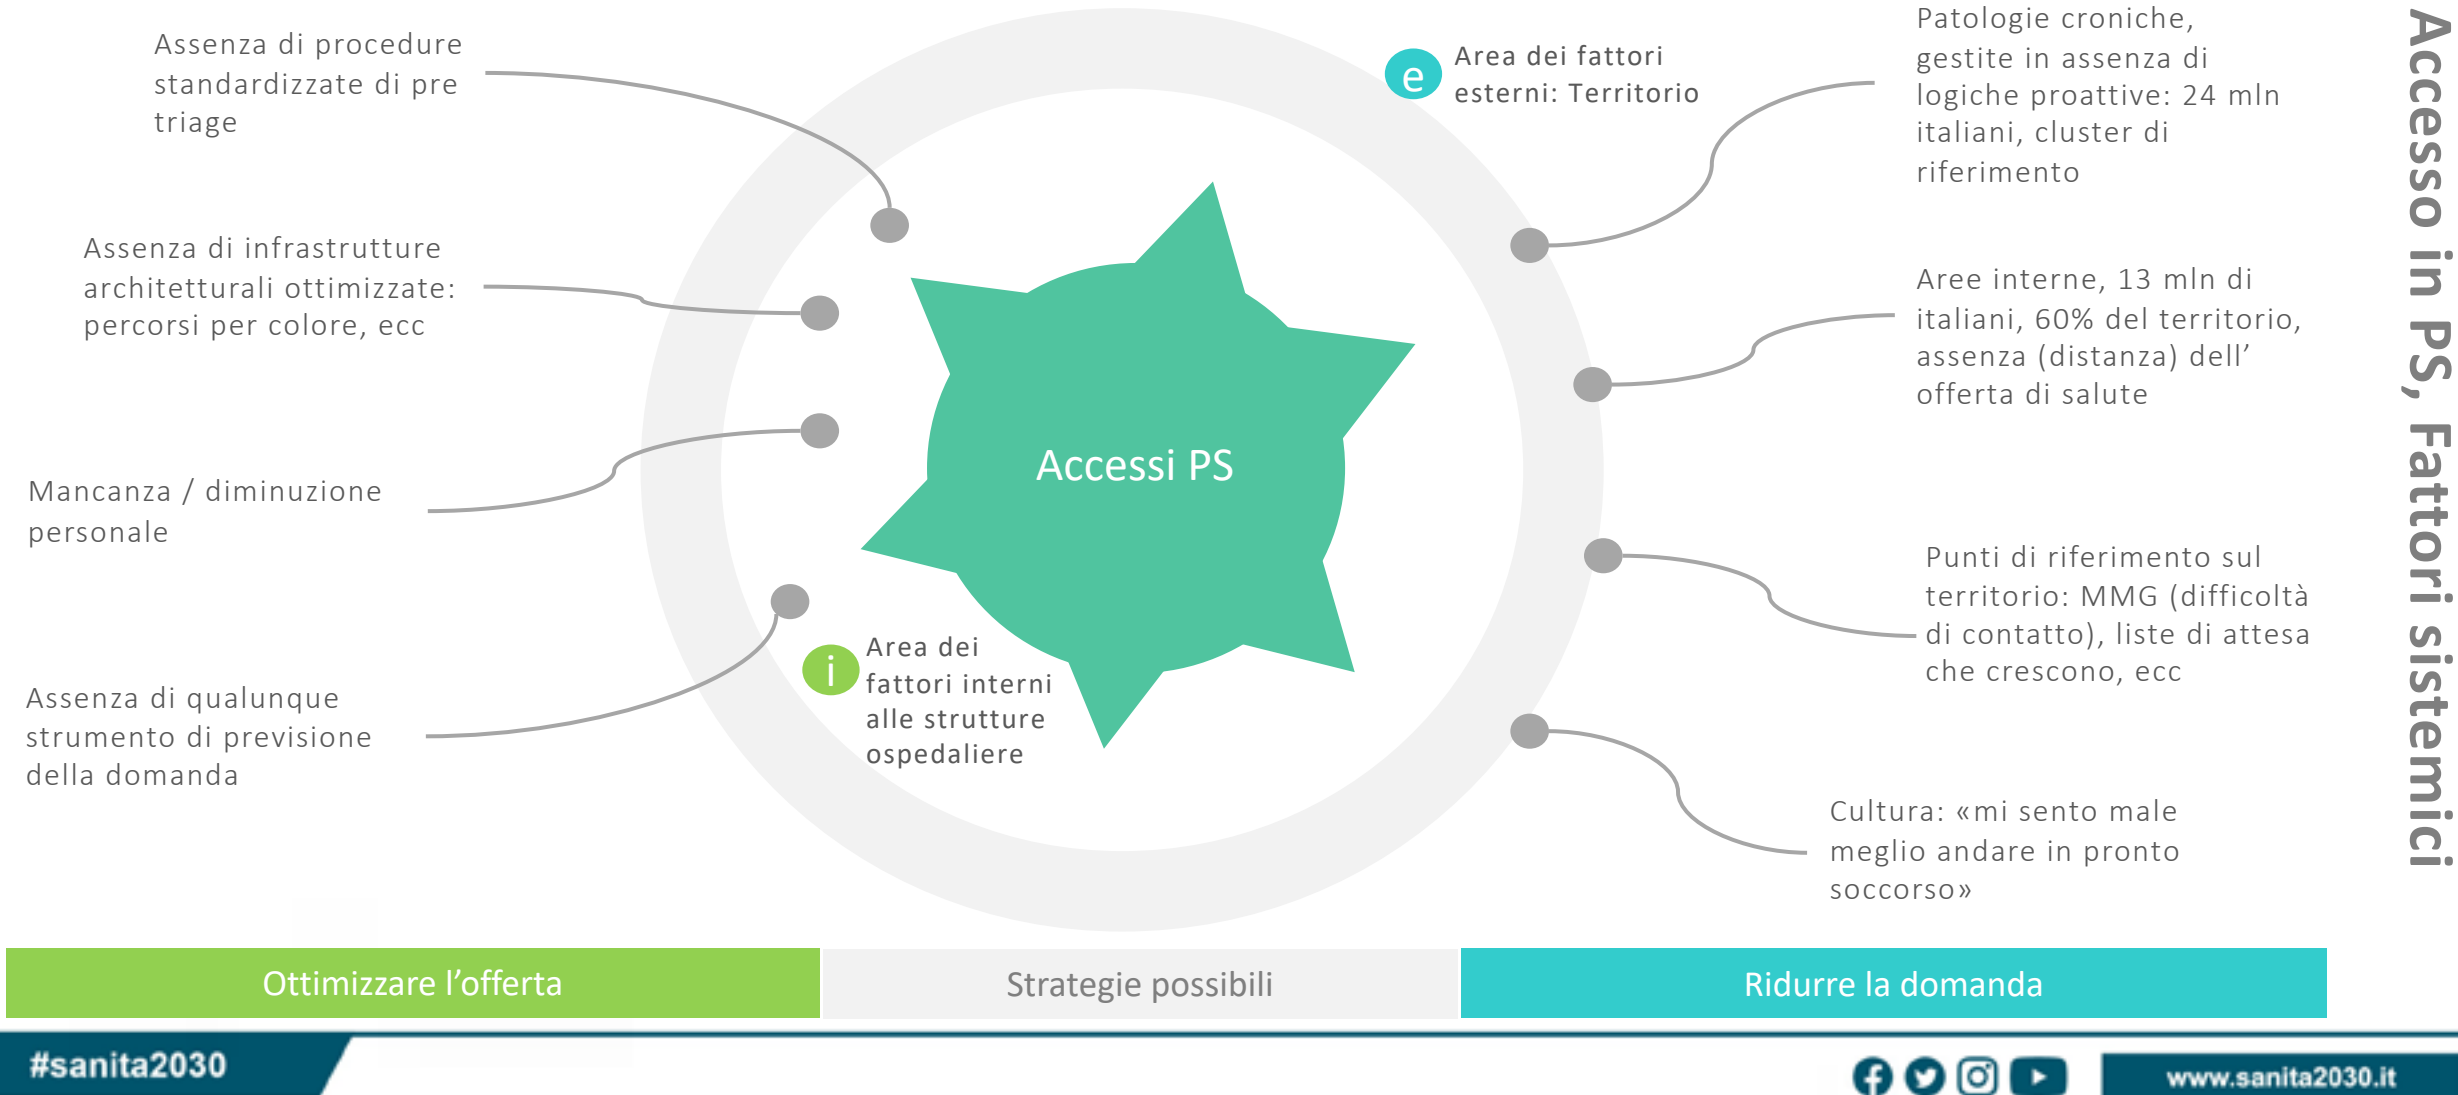 Accesso in PS, Fattori sistemici
Assenza di procedure
standardizzate di pre
triage
Assenza di infrastrutture
architetturali ottimizzate:
percorsi per colore, ecc
Mancanza / diminuzione
personale
Assenza di qualunque
strumento di previsione
della domanda
i
Area dei
fattori interni
alle strutture
ospedaliere
Accessi PS
e
Area dei fattori
esterni: Territorio
Patologie croniche,
gestite in assenza di
logiche proattive: 24 mln
italiani, cluster di
riferimento
Aree interne, 13 mln di
italiani, 60% del territorio,
assenza (distanza) dell’
offerta di salute
Punti di riferimento sul
territorio: MMG (difficoltà
di contatto), liste di attesa
che crescono, ecc
Cultura: «mi sento male
meglio andare in pronto
soccorso»
Ottimizzare l’offerta
Strategie possibili
Ridurre la domanda
#sanita2030
www.sanita2030.it